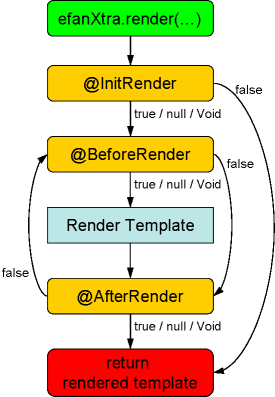 efanXtra.render(...)
@InitRender
false
true / null / Void
@BeforeRender
false
true / null / Void
Render Template
false
@AfterRender
true / null / Void
return
rendered template